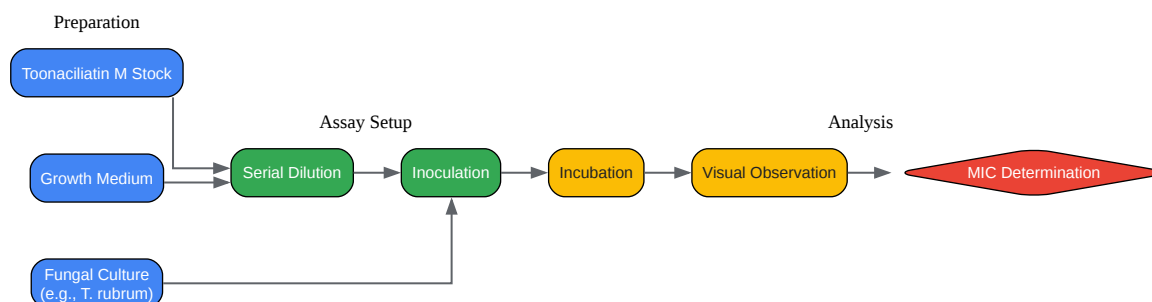 Preparation
Toonaciliatin M Stock
Assay Setup
Analysis
Growth Medium
Serial Dilution
Inoculation
Incubation
Visual Observation
MIC Determination
Fungal Culture
(e.g., T. rubrum)